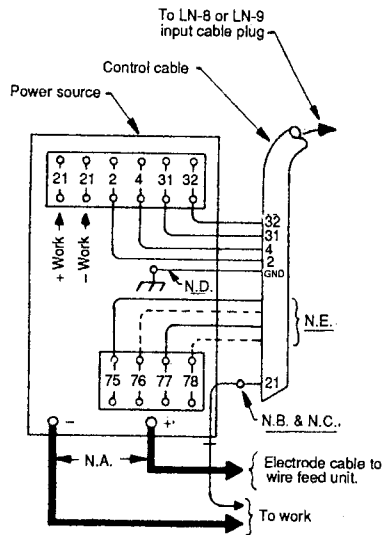 To LN-8 or LN-9
input cable plug
Control cable
Power source
21 21 2 4 31 32
+ Work
- Work
32
31
4
2
GND
N.D.
N.E.
75 76 77 78
21
N.B. & N.C.
- +
N.A.
Electrode cable to
wire feed unit.
To work